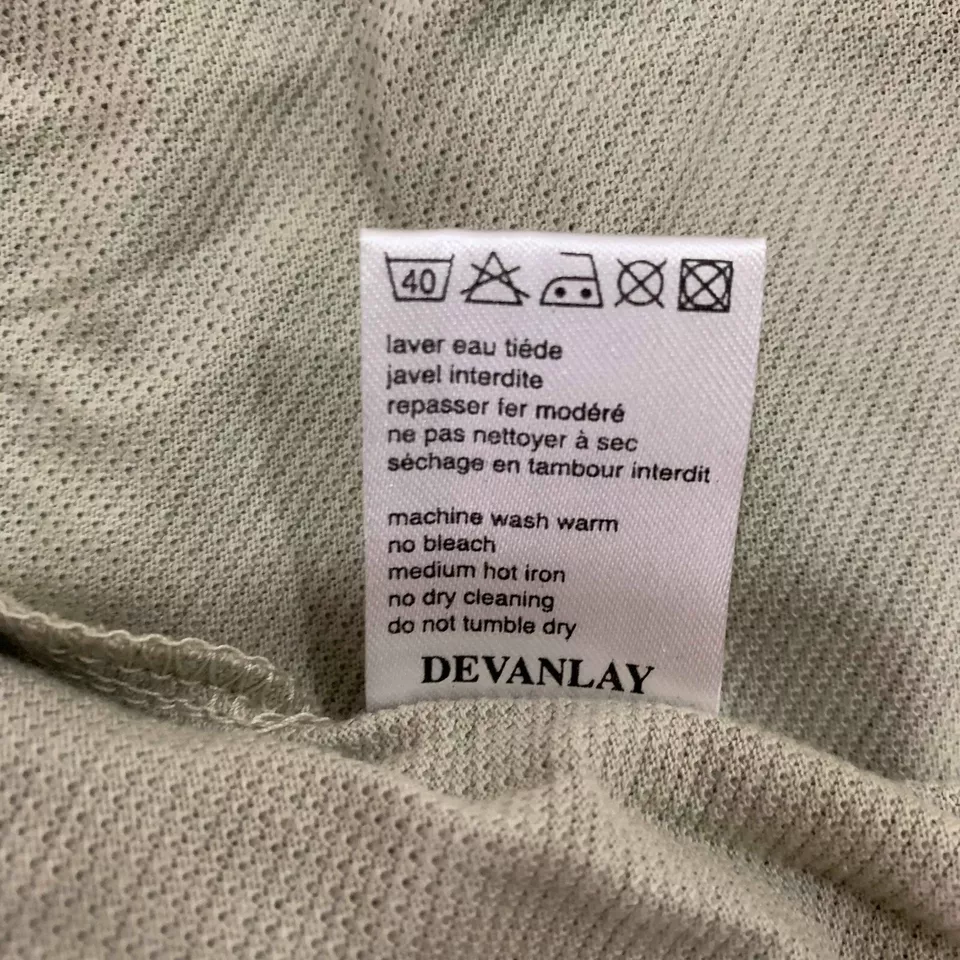 40
laver eau tiéde
javel interdite
repasser fer modéré
ne pas nettoyer à sec
séchage en tambour interdit
machine wash warm
no bleach
medium hot iron
no dry cleaning
do not tumble dry
DEVANLAY